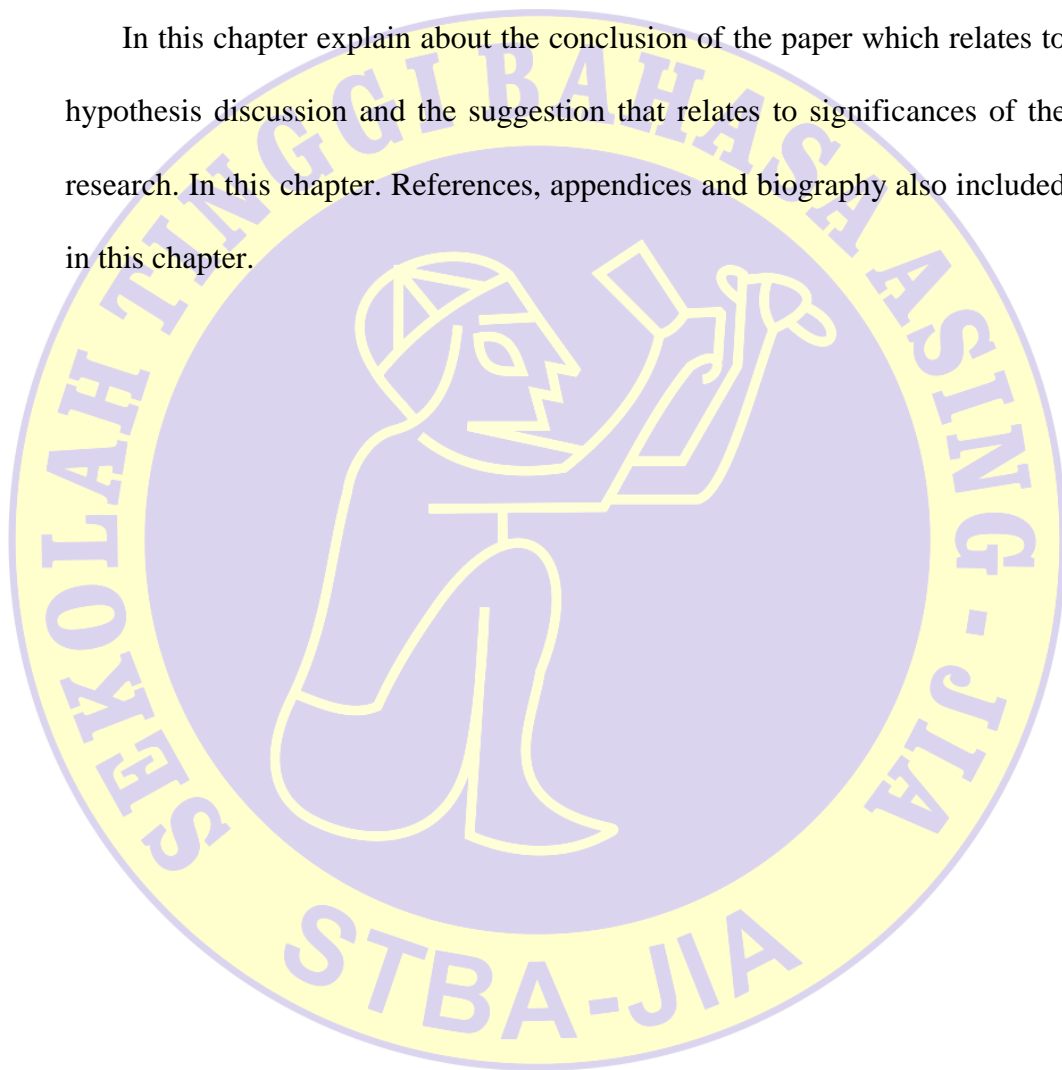 In this chapter explain about the conclusion of the paper which relates to
hypothesis discussion and the suggestion that relates to significances of the
research. In this chapter. References, appendices and biography also included
in this chapter.
SEKOLAH TINGGI BAHASA ASING - JIA
STBA-JIA